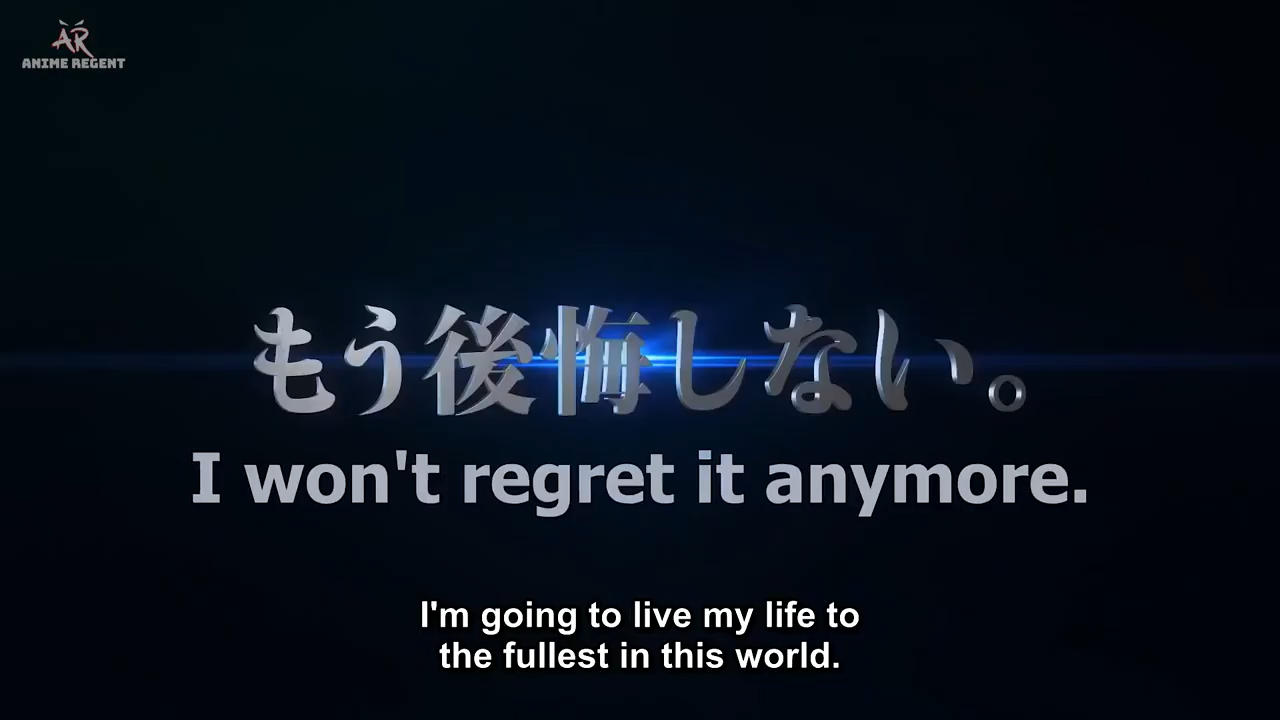 AR
ANIME REGENT
もう後悔しない。
I won't regret it anymore.
I'm going to live my life to
the fullest in this world.